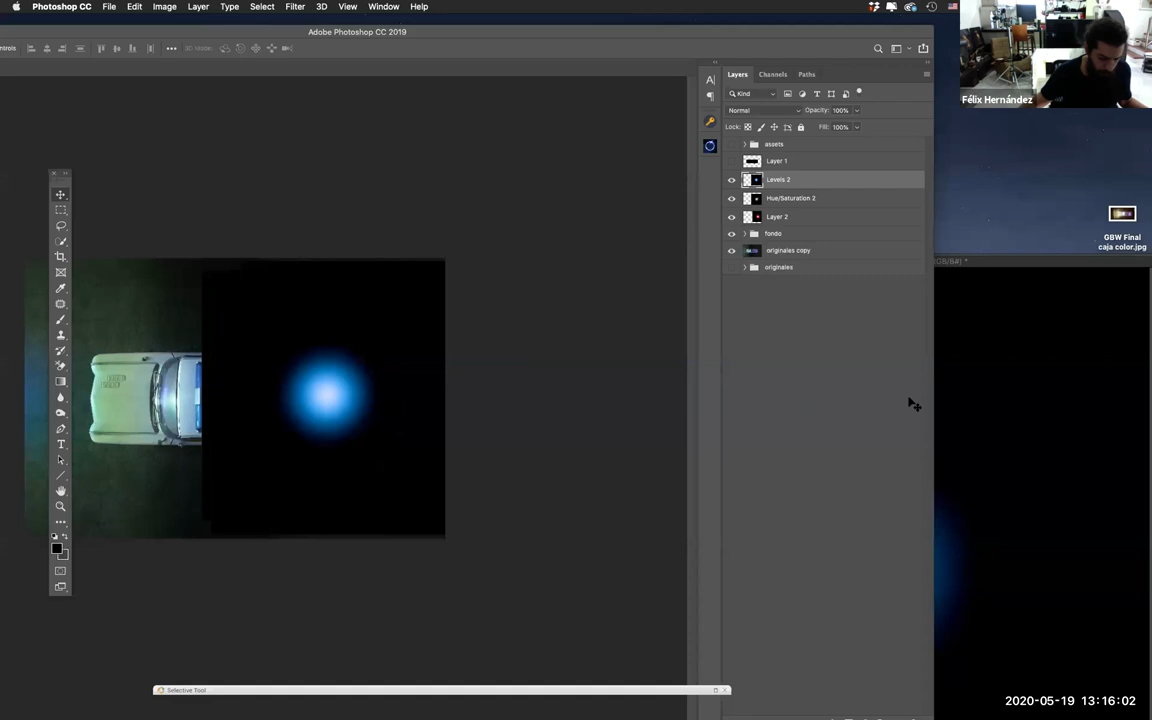 Photoshop CC File Edit Image Layer Type Select Filter 3D View Window Help
Adobe Photoshop CC 2019
3D Mode:
Layers Channels Paths
Kind
Normal Opacity: 100%
Lock: Fill: 100%
assets
Layer 1
Levels 2
Hue/Saturation 2
Layer 2
fondo
originales copy
originales
Félix Hernández
GBW Final
caja color.jpg
Selective Tool
2020-05-19 13:16:02